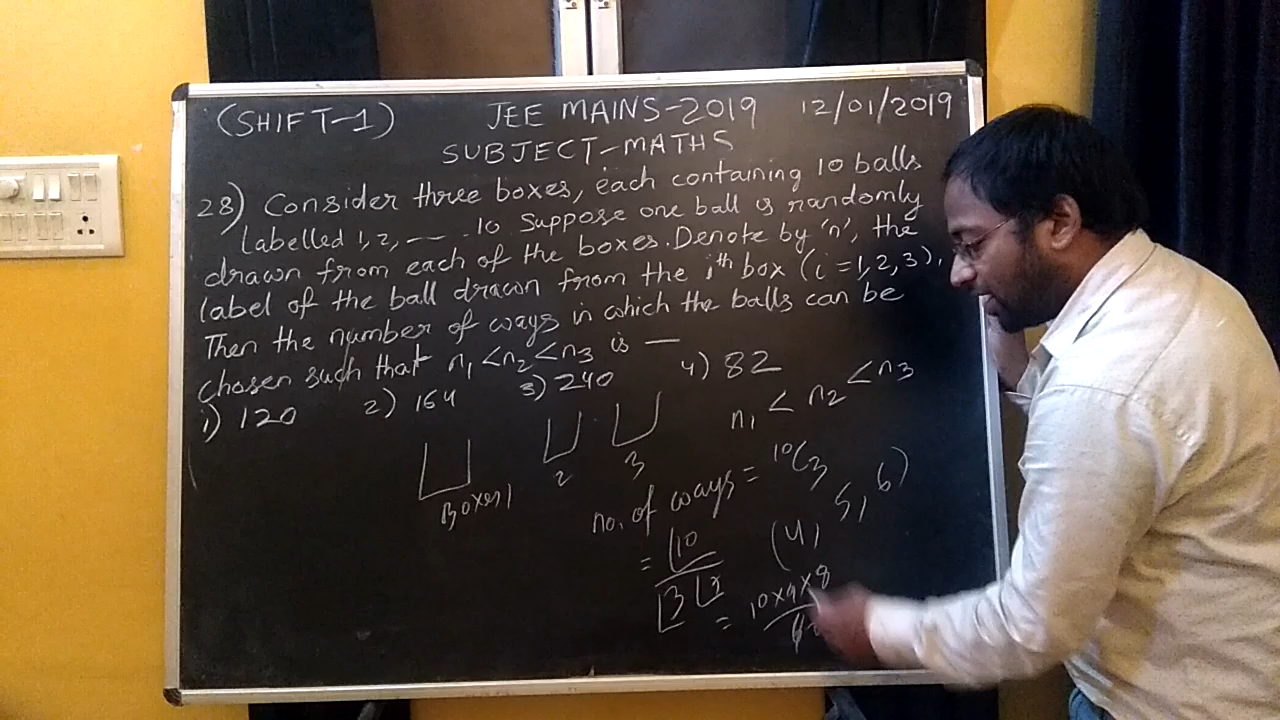 (SHIFT-1) JEE MAINS-2019 12/01/2019
SUBJECT-MATHS
28) Consider three boxes, each containing 10 balls
labelled 1, 2, --- . 10 Suppose one ball is randomly
drawn from each of the boxes. Denote by 'n', the
label of the ball drawn from the ith box (i = 1, 2, 3),
Then the number of ways in which the balls can be
chosen such that n1 < n2 < n3 is —
1) 120 2) 164 3) 240 4) 82
n1 < n2 < n3
Boxes 1 2 3
no. of ways = 10C3
(4, 5, 6)
= 10
3
= 10×9×8